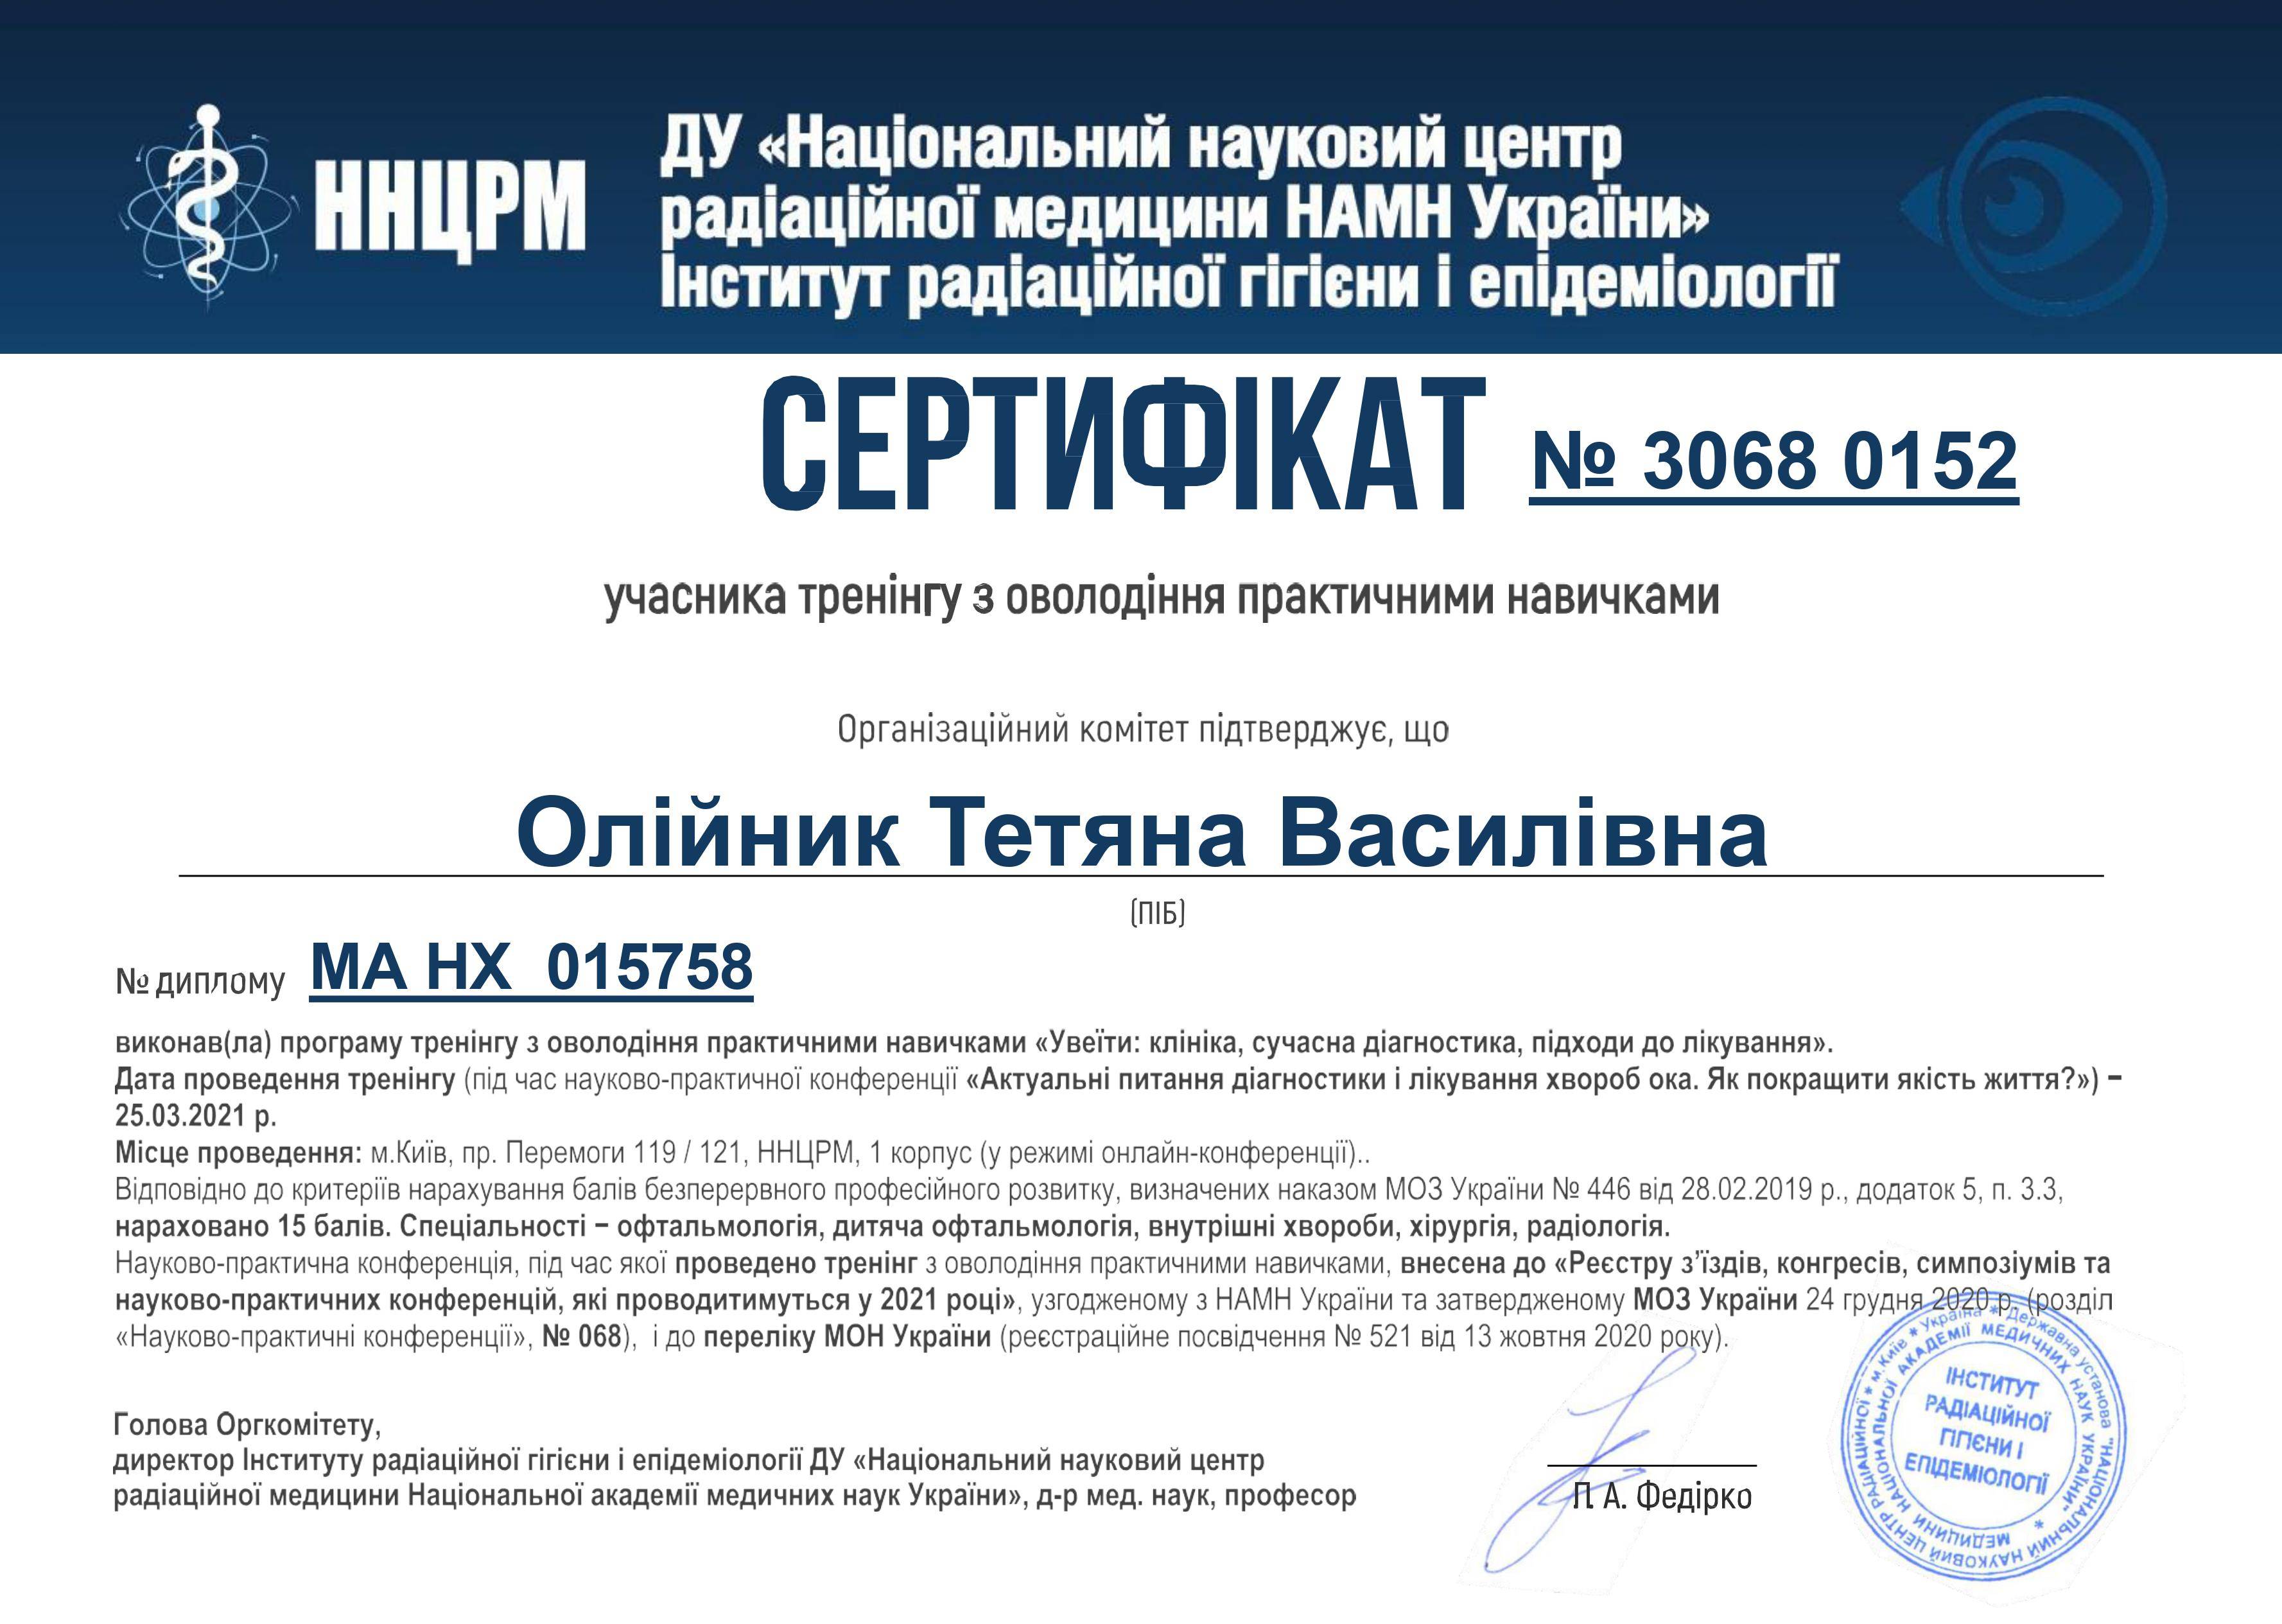 ННЦРМ
ДУ «Національний науковий центр
радіаційної медицини НАМН України»
Інститут радіаційної гігієни і епідеміології
СЕРТИФІКАТ № 3068 0152
учасника тренінгу з оволодіння практичними навичками
Організаційний комітет підтверджує, що
Олійник Тетяна Василівна
(ПІБ)
№ диплому МА НХ 015758
виконав(ла) програму тренінгу з оволодіння практичними навичками «Увеїти: клініка, сучасна діагностика, підходи до лікування».
Дата проведення тренінгу (під час науково-практичної конференції «Актуальні питання діагностики і лікування хвороб ока. Як покращити якість життя?») –
25.03.2021 р.
Місце проведення: м.Київ, пр. Перемоги 119 / 121, ННЦРМ, 1 корпус (у режимі онлайн-конференції)..
Відповідно до критеріїв нарахування балів безперервного професійного розвитку, визначених наказом МОЗ України № 446 від 28.02.2019 р., додаток 5, п. 3.3,
нараховано 15 балів. Спеціальності – офтальмологія, дитяча офтальмологія, внутрішні хвороби, хірургія, радіологія.
Науково-практична конференція, під час якої проведено тренінг з оволодіння практичними навичками, внесена до «Реєстру з’їздів, конгресів, симпозіумів та
науково-практичних конференцій, які проводитимуться у 2021 році», узгодженому з НАМН України та затвердженому МОЗ України 24 грудня 2020 р. (розділ
«Науково-практичні конференції», № 068), і до переліку МОН України (реєстраційне посвідчення № 521 від 13 жовтня 2020 року).
Голова Оргкомітету,
директор Інституту радіаційної гігієни і епідеміології ДУ «Національний науковий центр
радіаційної медицини Національної академії медичних наук України», д-р мед. наук, професор
П. А. Федірко
* м.Київ * Україна * Державна установа "НАЦІОНАЛЬНИЙ НАУКОВИЙ ЦЕНТР РАДІАЦІЙНОЇ
МЕДИЦИНИ НАЦІОНАЛЬНОЇ АКАДЕМІЇ МЕДИЧНИХ НАУК УКРАЇНИ" *
ІНСТИТУТ
РАДІАЦІЙНОЇ
ГІГІЄНИ І
ЕПІДЕМІОЛОГІЇ